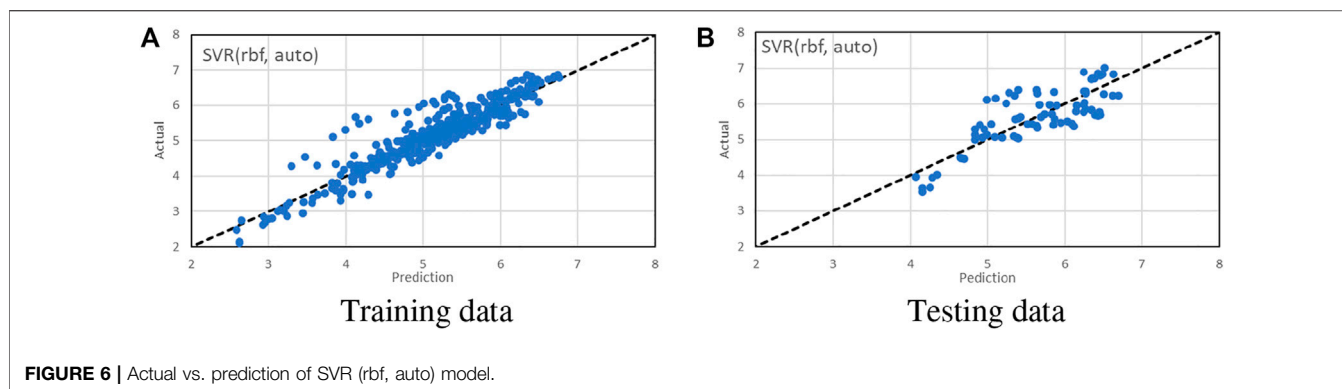 A
8
SVR(rbf, auto)
7
6
5
4
3
2
Actual
2 3 4 5 6 7 8
Prediction
Training data
B
8
SVR(rbf, auto)
7
6
5
4
3
2
Actual
2 3 4 5 6 7 8
Pediction
Testing data
FIGURE 6 | Actual vs. prediction of SVR (rbf, auto) model.